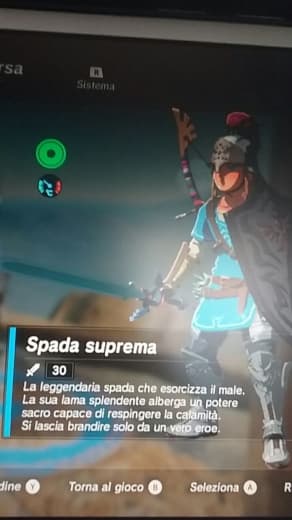 rsa
R
Sistema
Spada suprema
30
La leggendaria spada che esorcizza il male.
La sua lama splendente alberga un potere
sacro capace di respingere la calamità.
Si lascia brandire solo da un vero eroe.
dine Y Torna al gioco B Seleziona A R